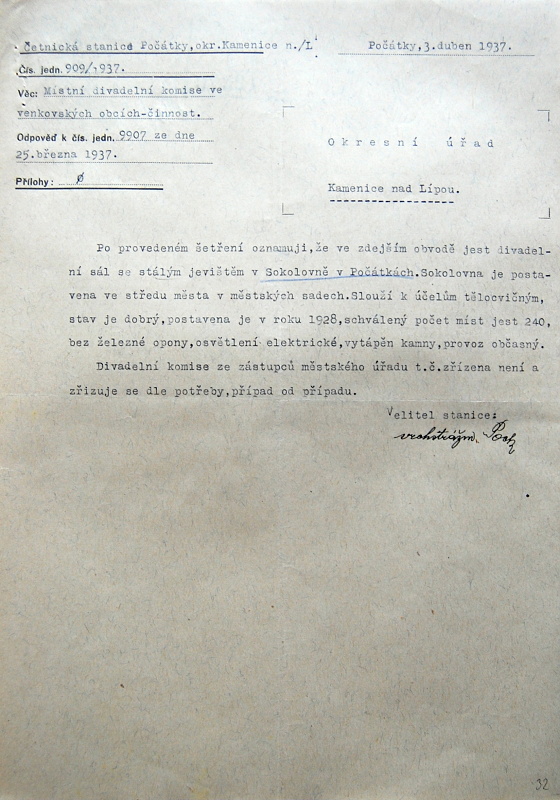 Četnická stanice Počátky,okr.Kamenice n./L
Počátky,3.duben 1937.
Čís. jedn. 909/1937.
Věc: Místní divadelní komise ve
venkovských obcích-činnost.
Odpověď k čís. jedn. 9907 ze dne
25.března 1937.
Přílohy: Ø
Okresní úřad
Kamenice nad Lípou.
Po provedeném šetření oznamuji,že ve zdejším obvodě jest divadel-
ní sál se stálým jevištěm v Sokolovně v Počátkách.Sokolovna je posta-
vena ve středu města v městských sadech.Slouží k účelům tělocvičným,
stav je dobrý,postavena je v roku 1928,schválený počet míst jest 240,
bez železné opony,osvětlení elektrické,vytápěn kamny,provoz občasný.
Divadelní komise ze zástupců městského úřadu t.č.zřízena není a
zřizuje se dle potřeby,případ od případu.
Velitel stanice:
vrchstrážm.
32